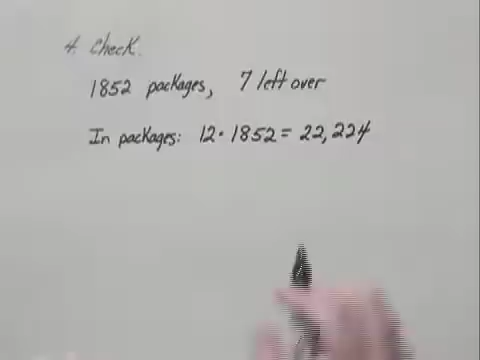 4. Check.
1852 packages, 7 left over
In packages: 12 · 1852 = 22,224